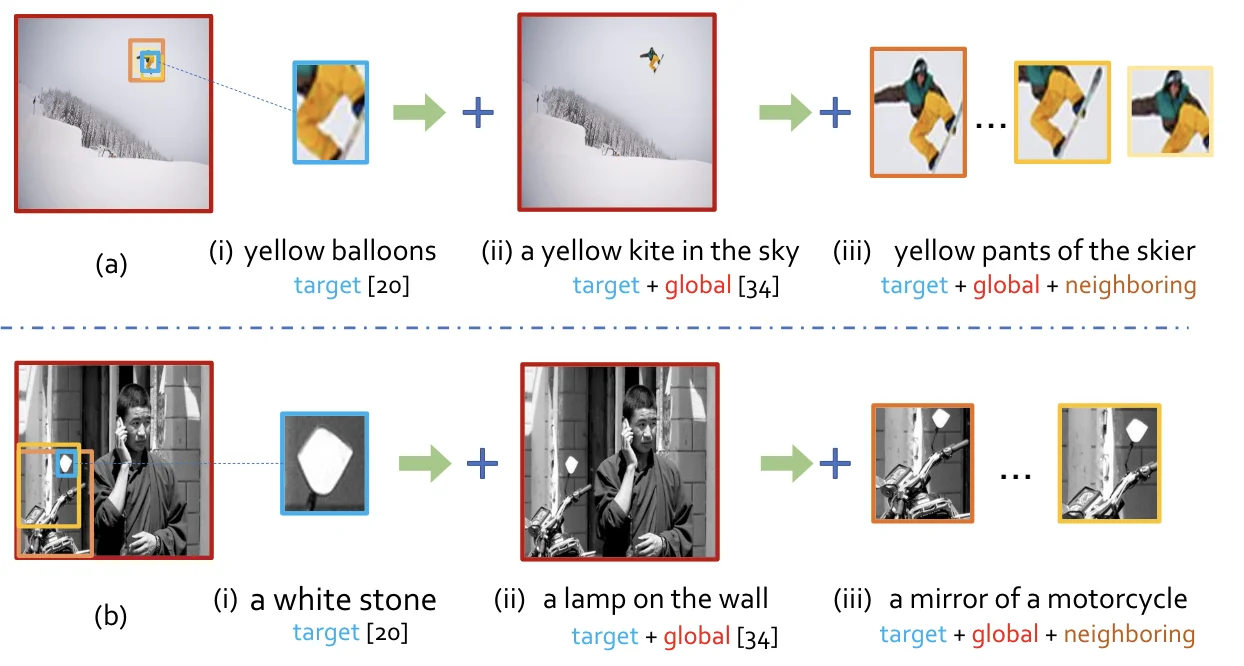 (a)
(i) yellow balloons
target [20]
(ii) a yellow kite in the sky
target + global [34]
(iii) yellow pants of the skier
target + global + neighboring
(b)
(i) a white stone
target [20]
(ii) a lamp on the wall
target + global [34]
(iii) a mirror of a motorcycle
target + global + neighboring